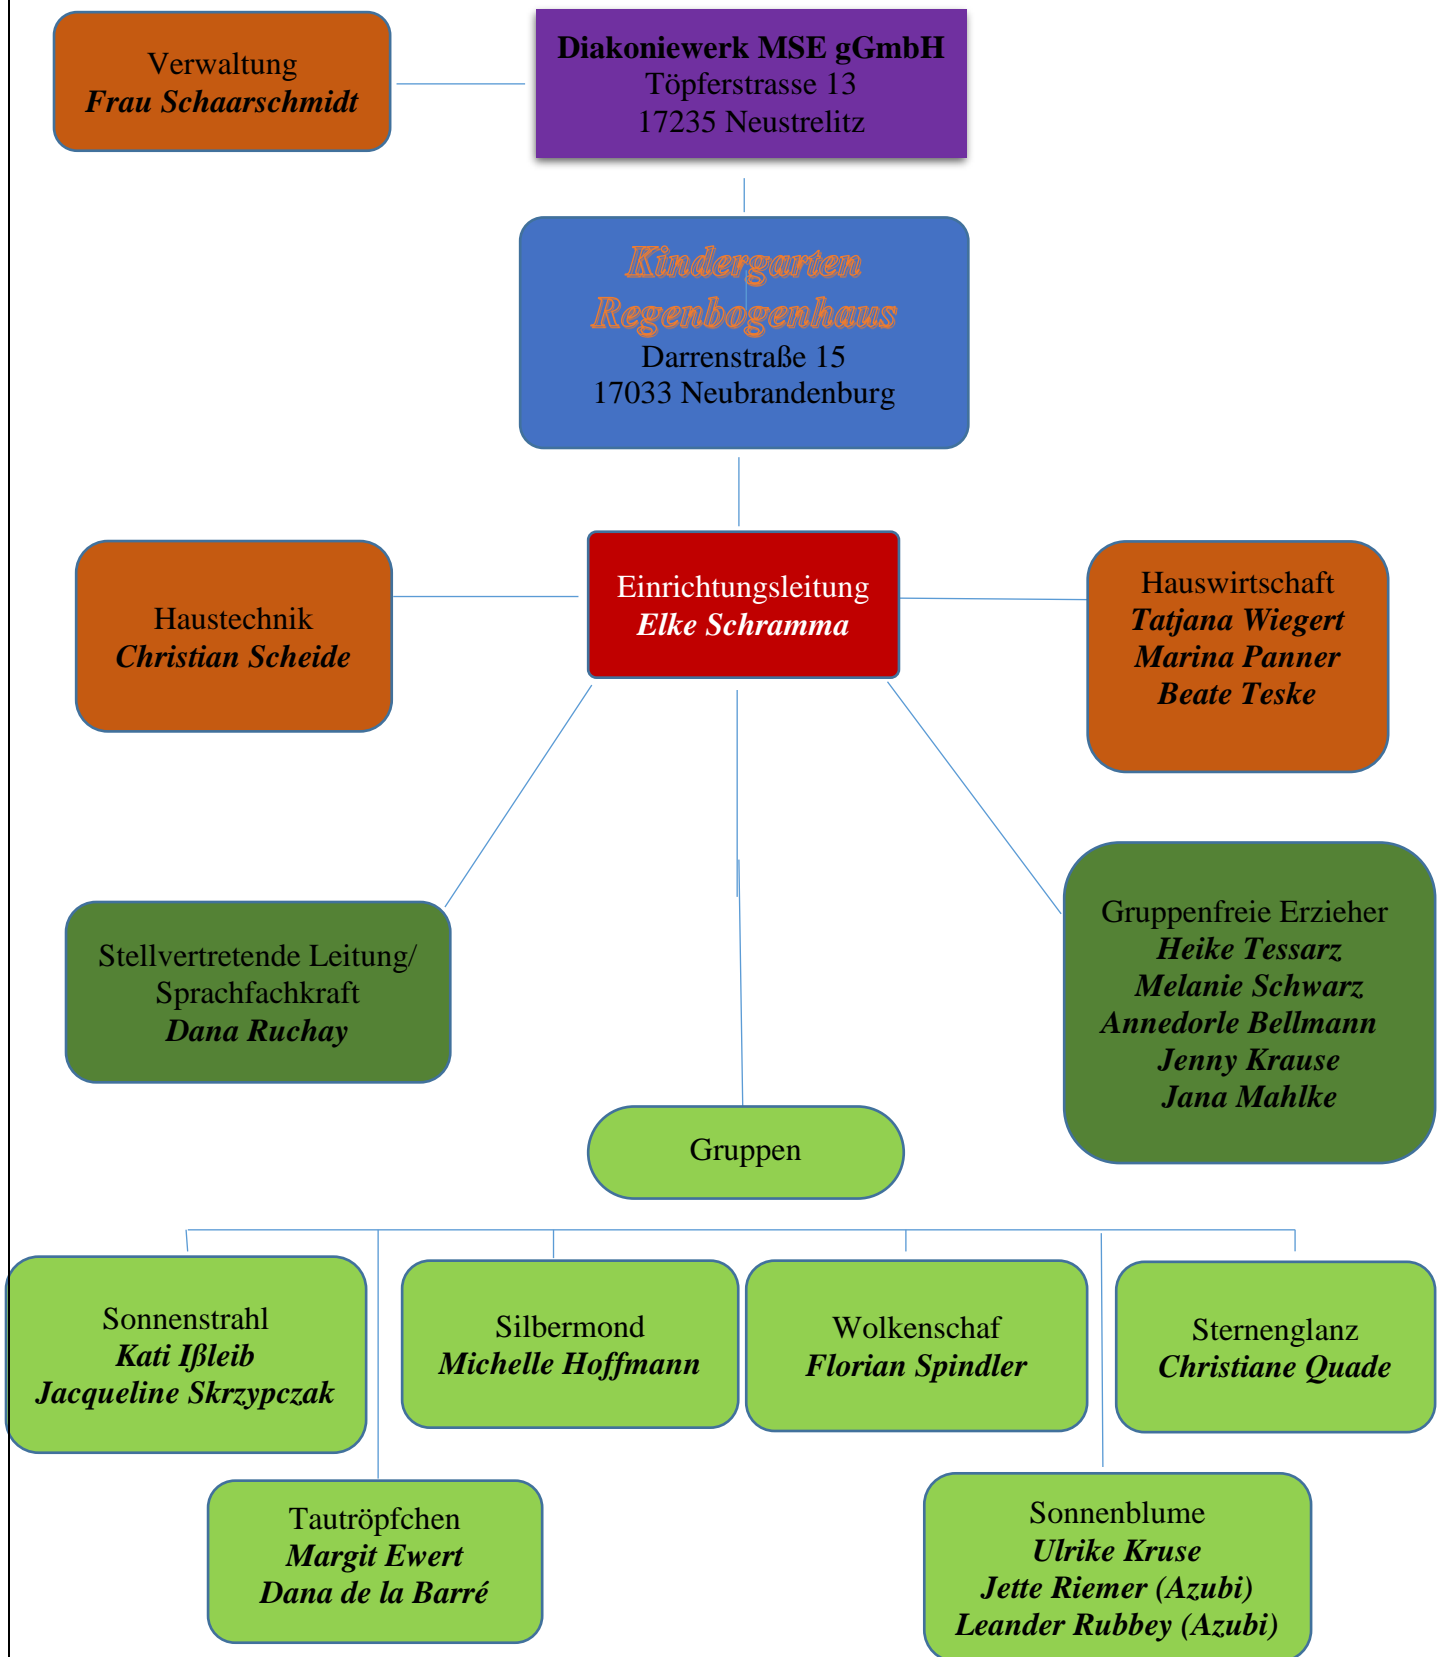 Verwaltung
Frau Schaarschmidt
Diakoniewerk MSE gGmbH
Töpferstrasse 13
17235 Neustrelitz
Kindergarten
Regenbogenhaus
Darrenstraße 15
17033 Neubrandenburg
Haustechnik
Christian Scheide
Einrichtungsleitung
Elke Schramma
Hauswirtschaft
Tatjana Wiegert
Marina Panner
Beate Teske
Stellvertretende Leitung/
Sprachfachkraft
Dana Ruchay
Gruppenfreie Erzieher
Heike Tessarz
Melanie Schwarz
Annedorle Bellmann
Jenny Krause
Jana Mahlke
Gruppen
Sonnenstrahl
Kati Ißleib
Jacqueline Skrzypczak
Silbermond
Michelle Hoffmann
Wolkenschaf
Florian Spindler
Sternenglanz
Christiane Quade
Tautröpfchen
Margit Ewert
Dana de la Barré
Sonnenblume
Ulrike Kruse
Jette Riemer (Azubi)
Leander Rubbey (Azubi)